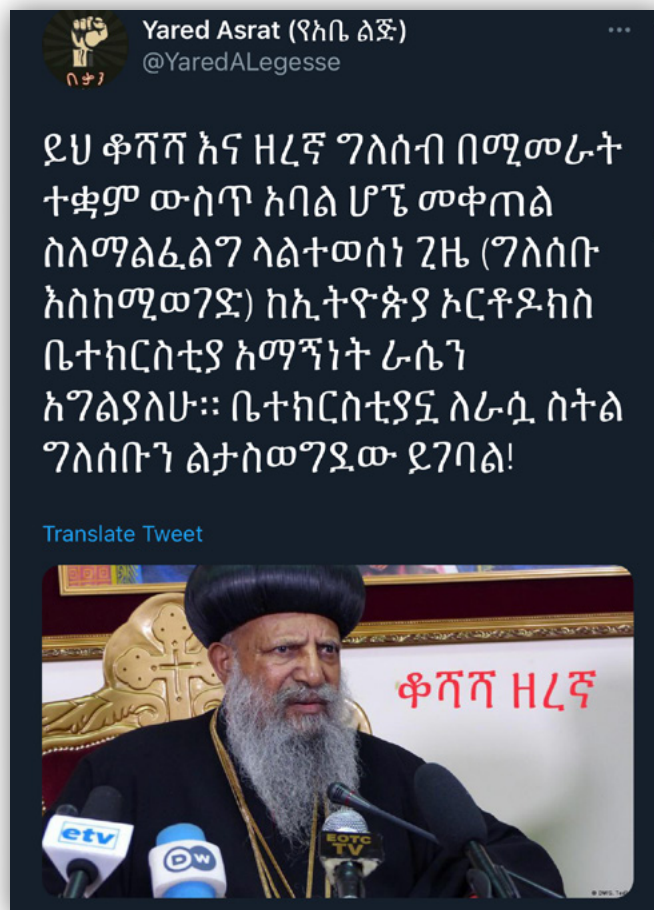 Yared Asrat (የአቤ ልጅ)
@YaredALegesse
በቃን
ይህ ቆሻሻ እና ዘረኛ ግለሰብ በሚመራት
ተቋም ውስጥ አባል ሆኜ መቀጠል
ስለማልፈልግ ላልተወሰነ ጊዜ (ግለሰቡ
እስከሚወገድ) ከኢትዮጵያ ኦርቶዶክስ
ቤተክርስቲያ አማኝነት ራሴን
አግልያለሁ። ቤተክርስቲያኗ ለራሷ ስትል
ግለሰቡን ልታስወግደው ይገባል!
Translate Tweet
ቆሻሻ ዘረኛ
etv
DW
EOTC
TV